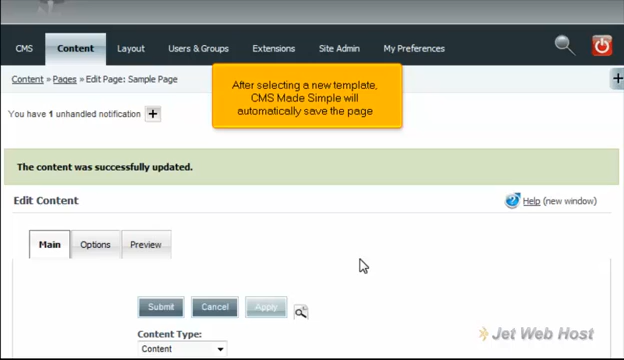 CMS Content Layout Users & Groups Extensions Site Admin My Preferences
Content » Pages » Edit Page: Sample Page
After selecting a new template,
CMS Made Simple will
automatically save the page
You have 1 unhandled notification
The content was successfully updated.
Edit Content
Help (new window)
Main Options Preview
Submit Cancel Apply
Content Type:
Content
Jet Web Host